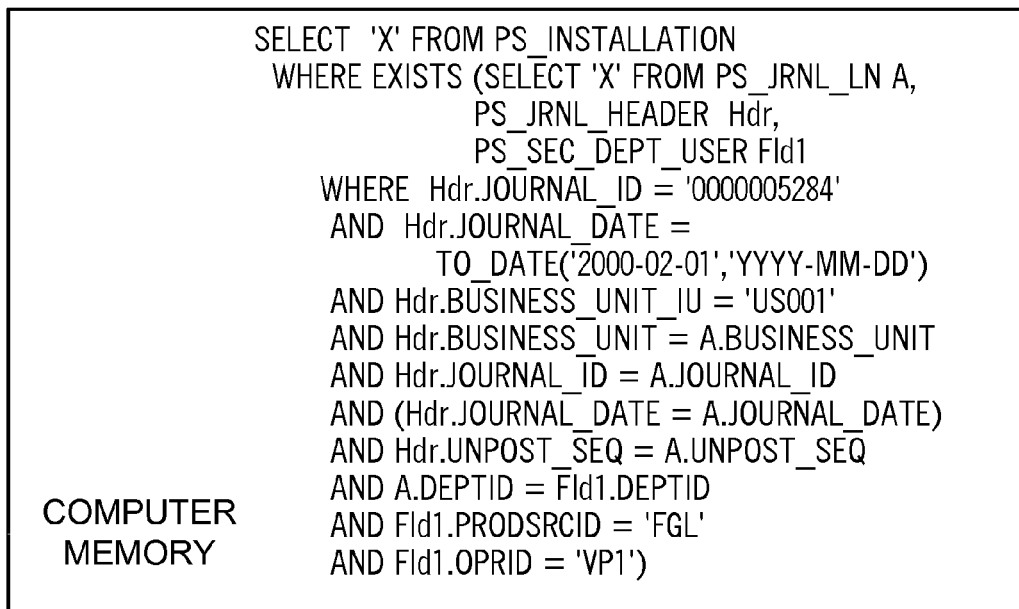 SELECT 'X' FROM PS_INSTALLATION
WHERE EXISTS (SELECT 'X' FROM PS_JRNL_LN A,
PS_JRNL_HEADER Hdr,
PS_SEC_DEPT_USER Fld1
WHERE Hdr.JOURNAL_ID = '0000005284'
AND Hdr.JOURNAL_DATE =
TO_DATE('2000-02-01','YYYY-MM-DD')
AND Hdr.BUSINESS_UNIT_IU = 'US001'
AND Hdr.BUSINESS_UNIT = A.BUSINESS_UNIT
AND Hdr.JOURNAL_ID = A.JOURNAL_ID
AND (Hdr.JOURNAL_DATE = A.JOURNAL_DATE)
AND Hdr.UNPOST_SEQ = A.UNPOST_SEQ
AND A.DEPTID = Fld1.DEPTID
AND Fld1.PRODSRCID = 'FGL'
AND Fld1.OPRID = 'VP1')
COMPUTER
MEMORY